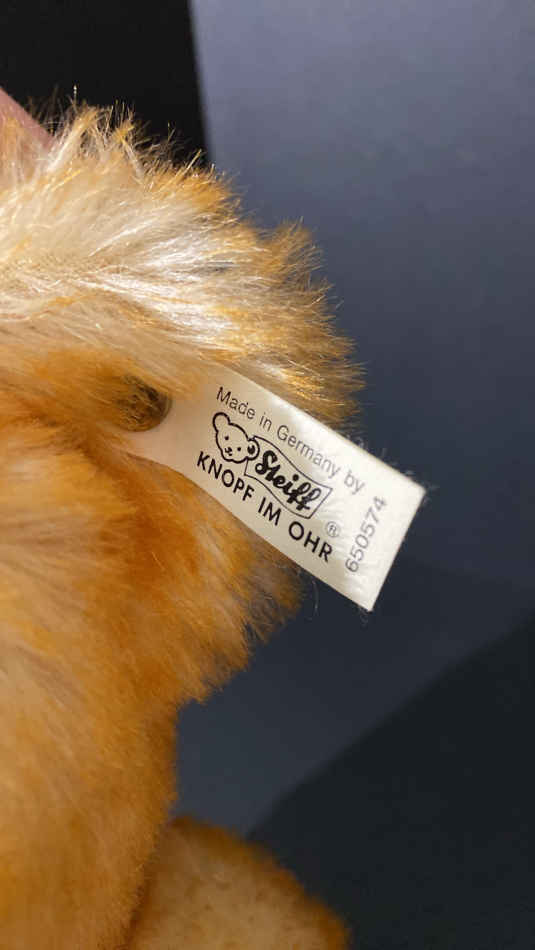 Made in Germany by
Steiff
KNOPF IM OHR ®
650574